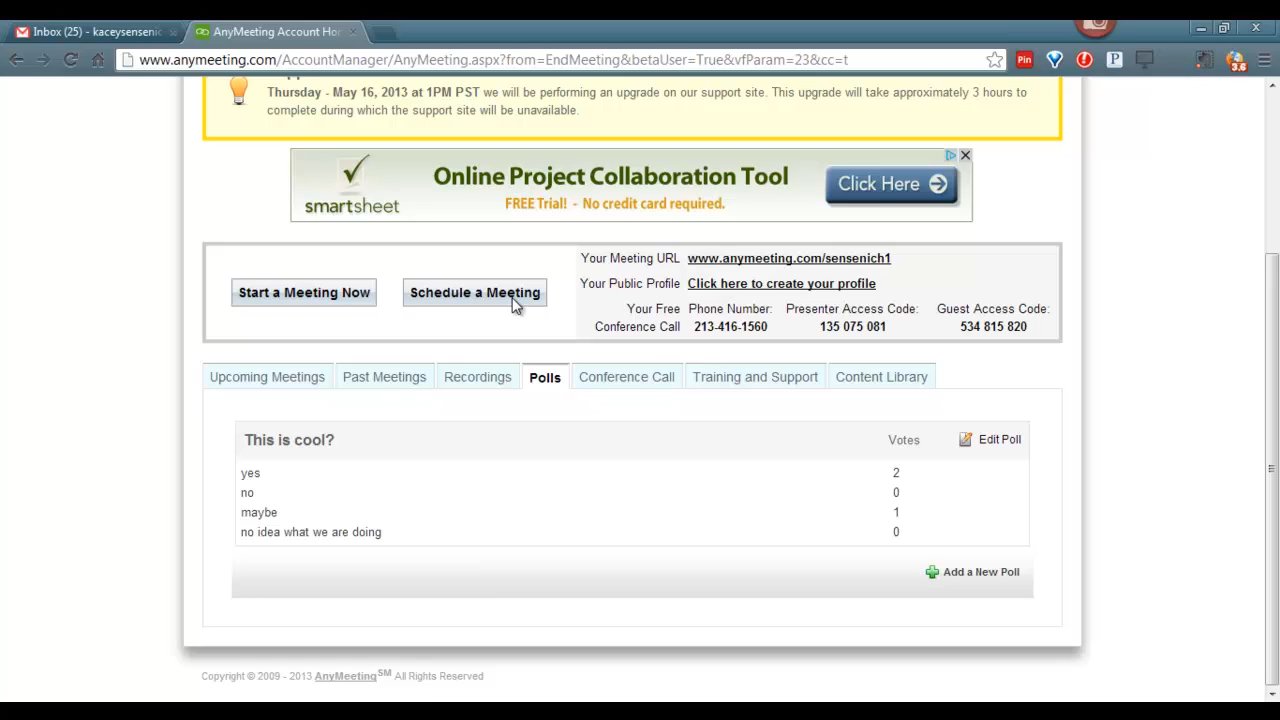 Inbox (25) - kaceysensenic
AnyMeeting Account Hor
www.anymeeting.com/AccountManager/AnyMeeting.aspx?from=EndMeeting&betaUser=True&vfParam=23&cc=t
Pin
P
3.6
Thursday - May 16, 2013 at 1PM PST we will be performing an upgrade on our support site. This upgrade will take approximately 3 hours to
complete during which the support site will be unavailable.
smartsheet
Online Project Collaboration Tool
FREE Trial! - No credit card required.
Click Here
Start a Meeting Now
Schedule a Meeting
Your Meeting URL www.anymeeting.com/sensenich1
Your Public Profile Click here to create your profile
Your Free Phone Number: Presenter Access Code: Guest Access Code:
Conference Call 213-416-1560 135 075 081 534 815 820
Upcoming Meetings Past Meetings Recordings Polls Conference Call Training and Support Content Library
This is cool? Votes Edit Poll
yes 2
no 0
maybe 1
no idea what we are doing 0
Add a New Poll
Copyright © 2009 - 2013 AnyMeeting SM All Rights Reserved